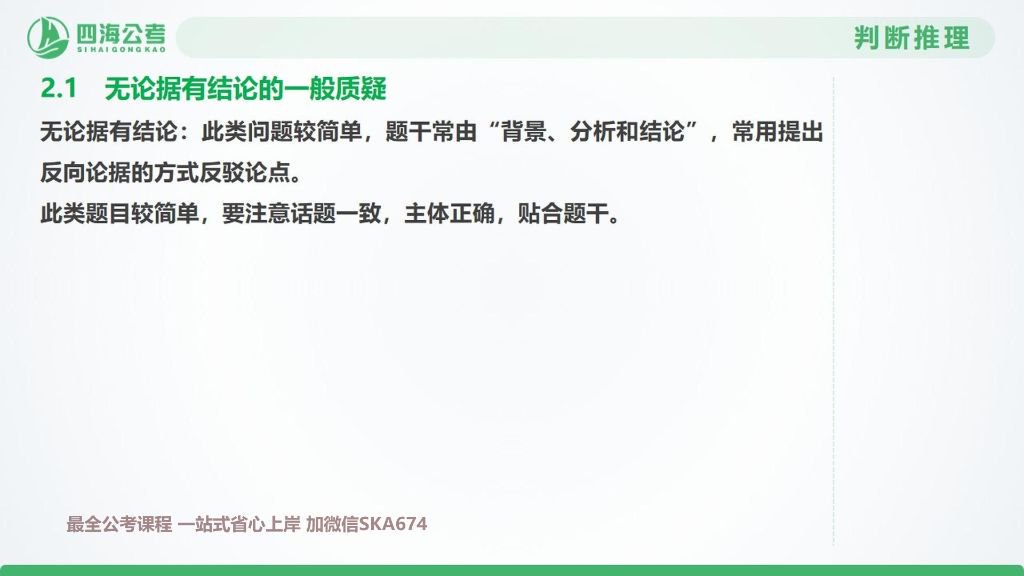 四海公考
SIHAIGONGKAO
判断推理
2.1 无论据有结论的一般质疑
无论据有结论：此类问题较简单，题干常由“背景、分析和结论”，常用提出
反向论据的方式反驳论点。
此类题目较简单，要注意话题一致，主体正确，贴合题干。
最全公考课程 一站式省心上岸 加微信SKA674